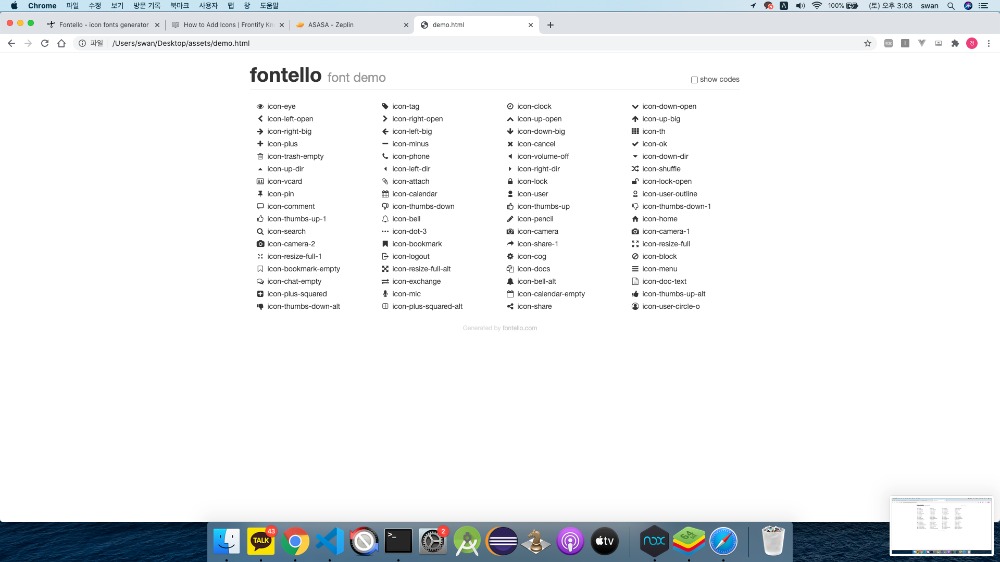 Chrome 파일 수정 보기 방문 기록 북마크 사용자 탭 창 도움말 100% (토) 오후 3:08 swan
Fontello - icon fonts generator How to Add Icons | Frontify ASASA - Zeplin demo.html
파일 /Users/swan/Desktop/assets/demo.html
fontello font demo
show codes
icon-eye icon-tag icon-clock icon-down-open
icon-left-open icon-right-open icon-up-open icon-up-big
icon-right-big icon-left-big icon-down-big icon-th
icon-plus icon-minus icon-cancel icon-ok
icon-trash-empty icon-phone icon-volume-off icon-down-dir
icon-up-dir icon-left-dir icon-right-dir icon-shuffle
icon-vcard icon-attach icon-lock icon-lock-open
icon-pin icon-calendar icon-user icon-user-outline
icon-comment icon-thumbs-down icon-thumbs-up icon-thumbs-down-1
icon-thumbs-up-1 icon-bell icon-pencil icon-home
icon-search icon-dot-3 icon-camera icon-camera-1
icon-camera-2 icon-bookmark icon-share-1 icon-resize-full
icon-resize-full-1 icon-logout icon-cog icon-block
icon-bookmark-empty icon-resize-full-alt icon-docs icon-menu
icon-chat-empty icon-exchange icon-bell-alt icon-doc-text
icon-plus-squared icon-mic icon-calendar-empty icon-thumbs-up-alt
icon-thumbs-down-alt icon-plus-squared-alt icon-share icon-user-circle-o
Generated by fontello.com
TALK 43 >_ 2 nox tv